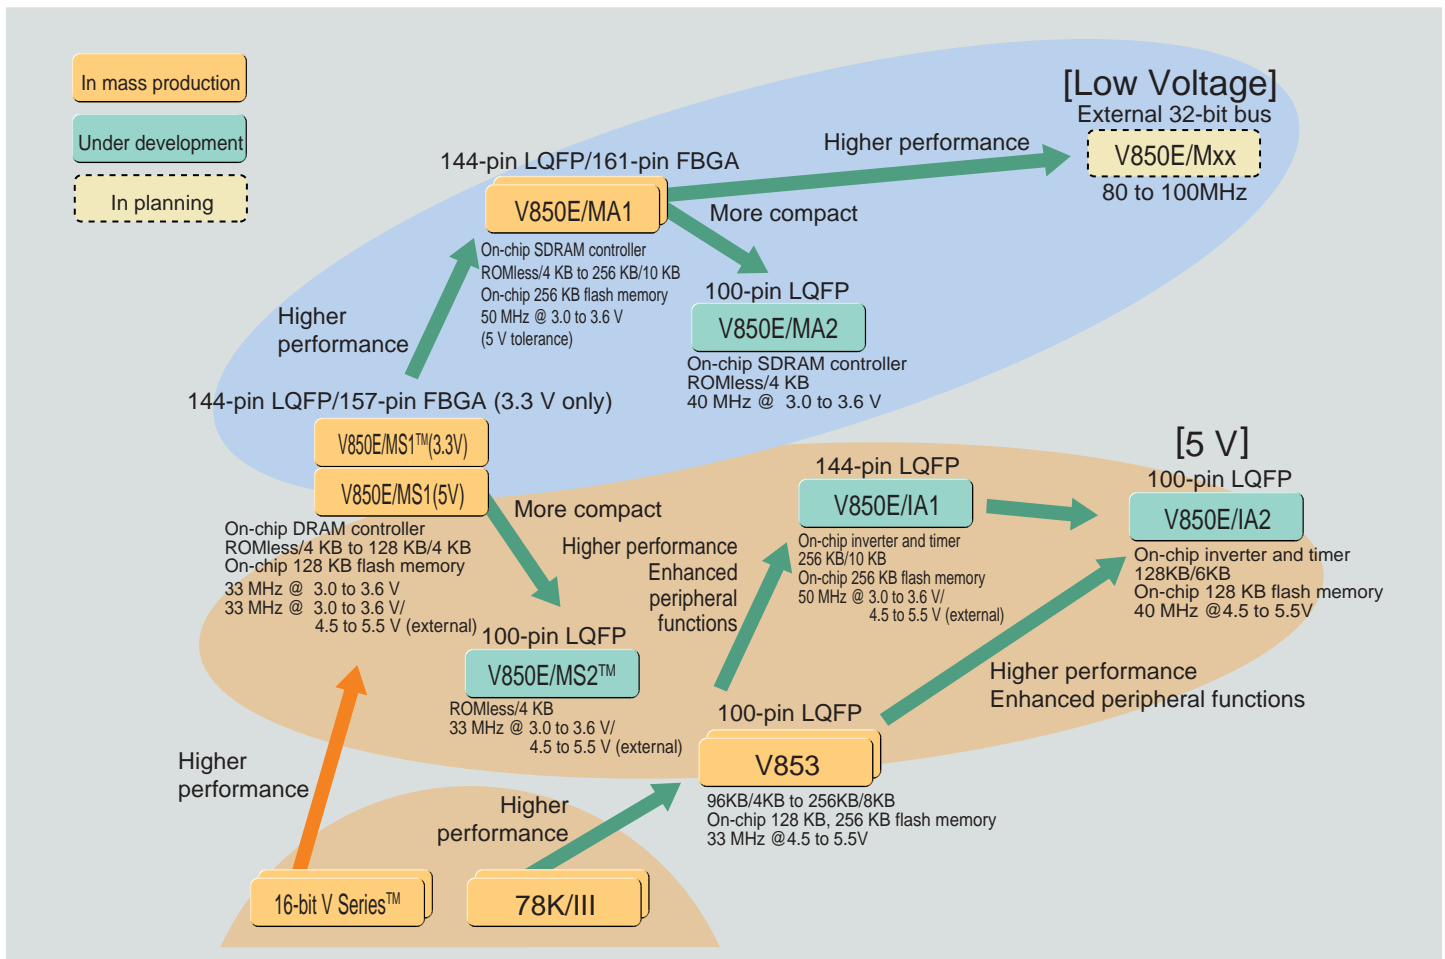 In mass production
Under development
In planning
[Low Voltage]
External 32-bit bus
V850E/Mxx
80 to 100MHz
Higher performance
144-pin LQFP/161-pin FBGA
V850E/MA1
On-chip SDRAM controller
ROMless/4 KB to 256 KB/10 KB
On-chip 256 KB flash memory
50 MHz @ 3.0 to 3.6 V
(5 V tolerance)
More compact
100-pin LQFP
V850E/MA2
On-chip SDRAM controller
ROMless/4 KB
40 MHz @ 3.0 to 3.6 V
Higher
performance
144-pin LQFP/157-pin FBGA (3.3 V only)
V850E/MS1™(3.3V)
V850E/MS1(5V)
On-chip DRAM controller
ROMless/4 KB to 128 KB/4 KB
On-chip 128 KB flash memory
33 MHz @ 3.0 to 3.6 V
33 MHz @ 3.0 to 3.6 V/
4.5 to 5.5 V (external)
More compact
100-pin LQFP
V850E/MS2™
ROMless/4 KB
33 MHz @ 3.0 to 3.6 V/
4.5 to 5.5 V (external)
Higher performance
Enhanced
peripheral
functions
144-pin LQFP
V850E/IA1
On-chip inverter and timer
256 KB/10 KB
On-chip 256 KB flash memory
50 MHz @ 3.0 to 3.6 V/
4.5 to 5.5 V (external)
[5 V]
100-pin LQFP
V850E/IA2
On-chip inverter and timer
128KB/6KB
On-chip 128 KB flash memory
40 MHz @4.5 to 5.5V
Higher performance
Enhanced peripheral functions
100-pin LQFP
V853
96KB/4KB to 256KB/8KB
On-chip 128 KB, 256 KB flash memory
33 MHz @4.5 to 5.5V
Higher
performance
Higher
performance
16-bit V Series™
78K/III